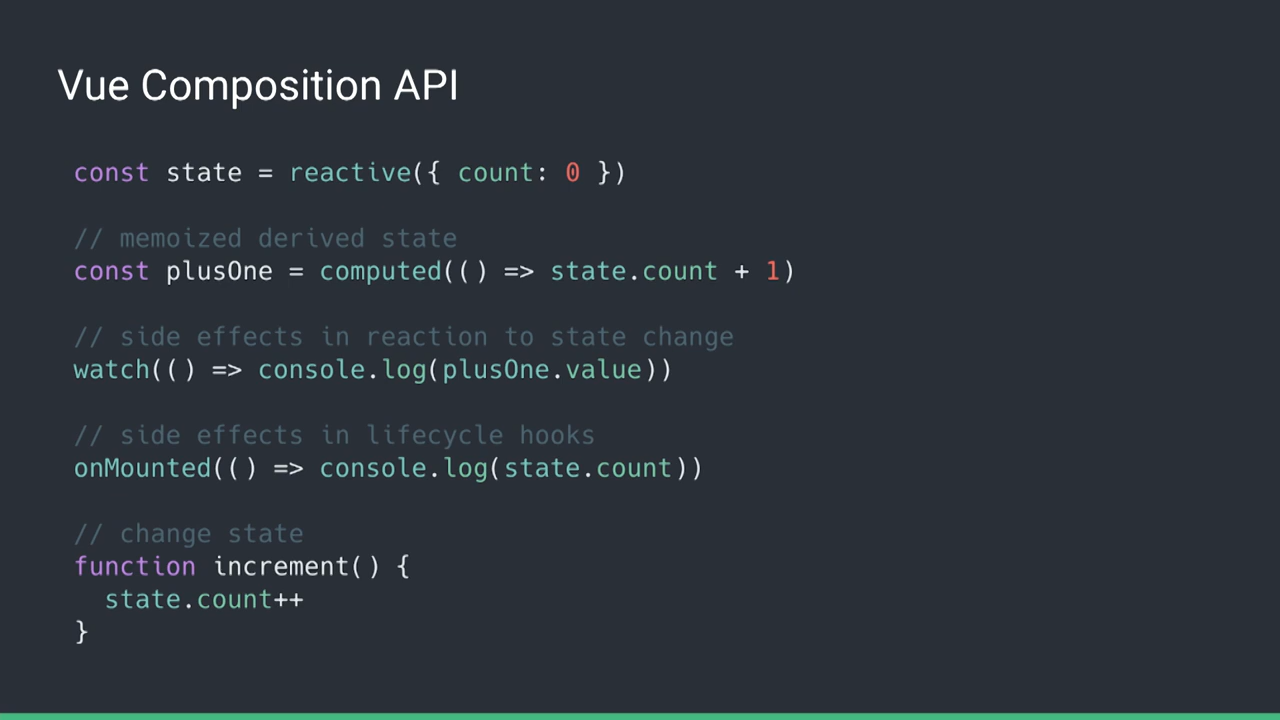 Vue Composition API
const state = reactive({ count: 0 })
// memoized derived state
const plusOne = computed(() => state.count + 1)
// side effects in reaction to state change
watch(() => console.log(plusOne.value))
// side effects in lifecycle hooks
onMounted(() => console.log(state.count))
// change state
function increment() {
  state.count++
}